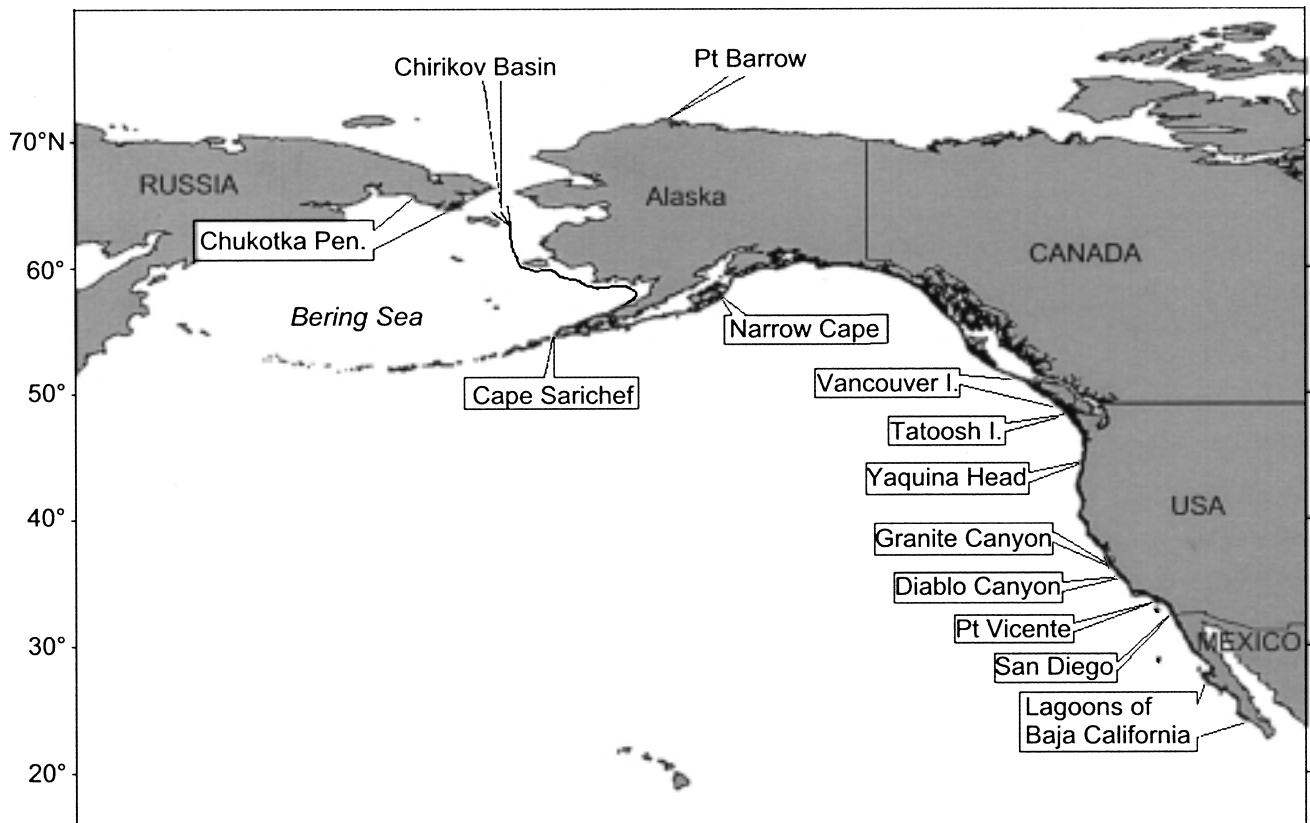 Chirikov Basin
Pt Barrow
70°N
RUSSIA
Alaska
Chukotka Pen.
CANADA
60°
Bering Sea
Narrow Cape
Vancouver I.
50°
Cape Sarichef
Tatoosh I.
Yaquina Head
USA
40°
Granite Canyon
Diablo Canyon
Pt Vicente
30°
MEXICO
San Diego
Lagoons of
Baja California
20°